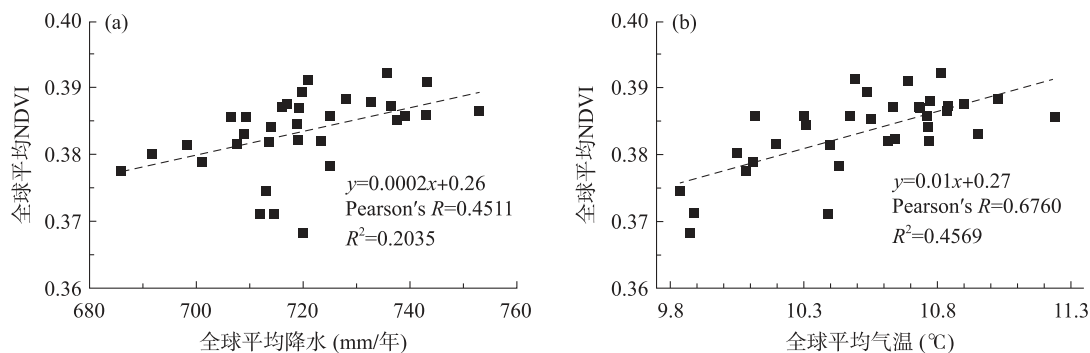 (a)
0.40
0.39
0.38
0.37
0.36
全球平均NDVI
y=0.0002x+0.26
Pearson's R=0.4511
R²=0.2035
680 700 720 740 760
全球平均降水 (mm/年)
(b)
0.40
0.39
0.38
0.37
0.36
全球平均NDVI
y=0.01x+0.27
Pearson's R=0.6760
R²=0.4569
9.8 10.3 10.8 11.3
全球平均气温 (℃)